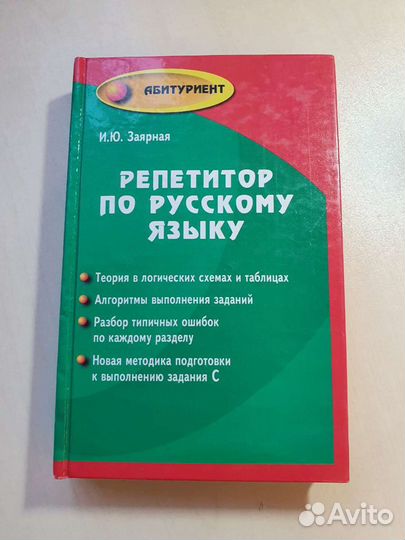 АБИТУРИЕНТ
И.Ю. Заярная
РЕПЕТИТОР
ПО РУССКОМУ
ЯЗЫКУ
Теория в логических схемах и таблицах
Алгоритмы выполнения заданий
Разбор типичных ошибок
по каждому разделу
Новая методика подготовки
к выполнению задания С
Avito